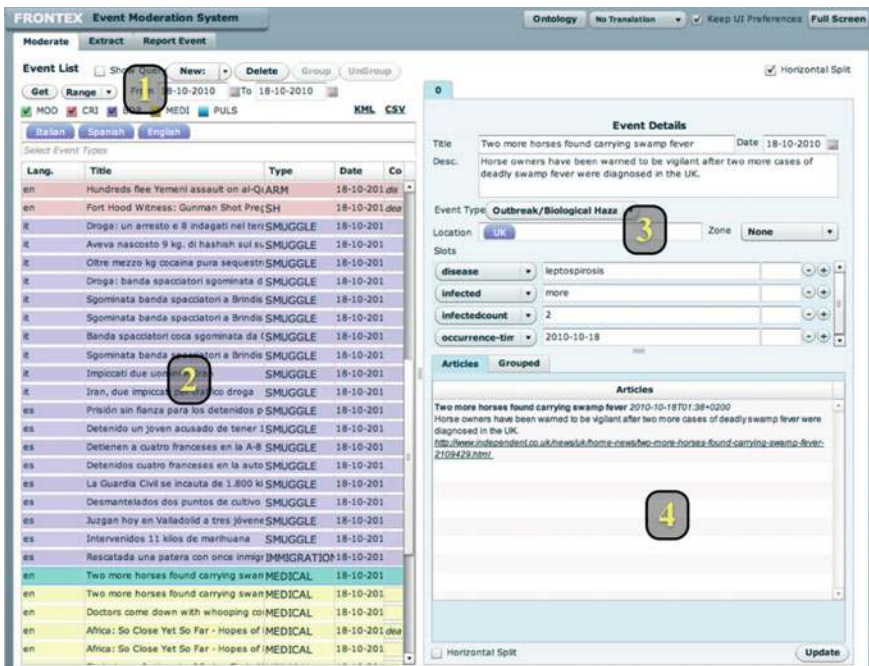 FRONTEX Event Moderation System
Ontology No Translation Keep UI Preferences Full Screen
Moderate Extract Report Event
Event List Show Query New: Delete Group UnGroup
Horizontal Split
Get Range From 18-10-2010 To 18-10-2010
1
MOD CRI MEDI PULS KML CSV
Italian Spanish English
Select Event Types
Lang. Title Type Date Co
en Hundreds flee Yemeni assault on al-Q ARM 18-10-201 dis
en Fort Hood Witness: Gunman Shot Preg SH 18-10-201 dea
it Droga: un arresto e 8 indagati nel terr SMUGGLE 18-10-201
it Aveva nascosto 9 kg. di hashish sul su SMUGGLE 18-10-201
it Oltre mezzo kg cocaina pura sequestr SMUGGLE 18-10-201
it Droga: banda spacciatori sgominata d SMUGGLE 18-10-201
it Sgominata banda spacciatori a Brindis SMUGGLE 18-10-201
it Banda spacciatori coca sgominata da SMUGGLE 18-10-201
it Sgominata banda spacciatori a Brindis SMUGGLE 18-10-201
it Impiccati due Iran SMUGGLE 18-10-201
2
it Iran, due impiccati droga SMUGGLE 18-10-201
es Prisión sin fianza para los detenidos p SMUGGLE 18-10-201
es Detenido un joven acusado de tener 1 SMUGGLE 18-10-201
es Detienen a cuatro franceses en la A-8 SMUGGLE 18-10-201
es Detenidos cuatro franceses en la auto SMUGGLE 18-10-201
es La Guardia Civil se incauta de 1.800 ki SMUGGLE 18-10-201
es Desmantelados dos puntos de cultivo SMUGGLE 18-10-201
es Juzgan hoy en Valladolid a tres jóvene SMUGGLE 18-10-201
es Intervenidos 11 kilos de marihuana SMUGGLE 18-10-201
es Rescatada una patera con once inmigr IMMIGRATION 18-10-201
en Two more horses found carrying swam MEDICAL 18-10-201
en Two more horses found carrying swam MEDICAL 18-10-201
en Doctors come down with whooping co MEDICAL 18-10-201
en Africa: So Close Yet So Far - Hopes of MEDICAL 18-10-201 dea
en Africa: So Close Yet So Far - Hopes of MEDICAL 18-10-201
0
Event Details
Title Two more horses found carrying swamp fever Date 18-10-2010
Desc. Horse owners have been warned to be vigilant after two more cases of
deadly swamp fever were diagnosed in the UK.
Event Type Outbreak/Biological Haza
3
Location UK Zone None
Slots
disease leptospirosis
infected more
infectedcount 2
occurrence-tim 2010-10-18
Articles Grouped
Articles
Two more horses found carrying swamp fever 2010-10-18T01:38+0200
Horse owners have been warned to be vigilant after two more cases of deadly swamp fever were
diagnosed in the UK.
http://www.independent.co.uk/news/uk/home-news/two-more-horses-found-carrying-swamp-fever-
2109429.html
4
Horizontal Split Update